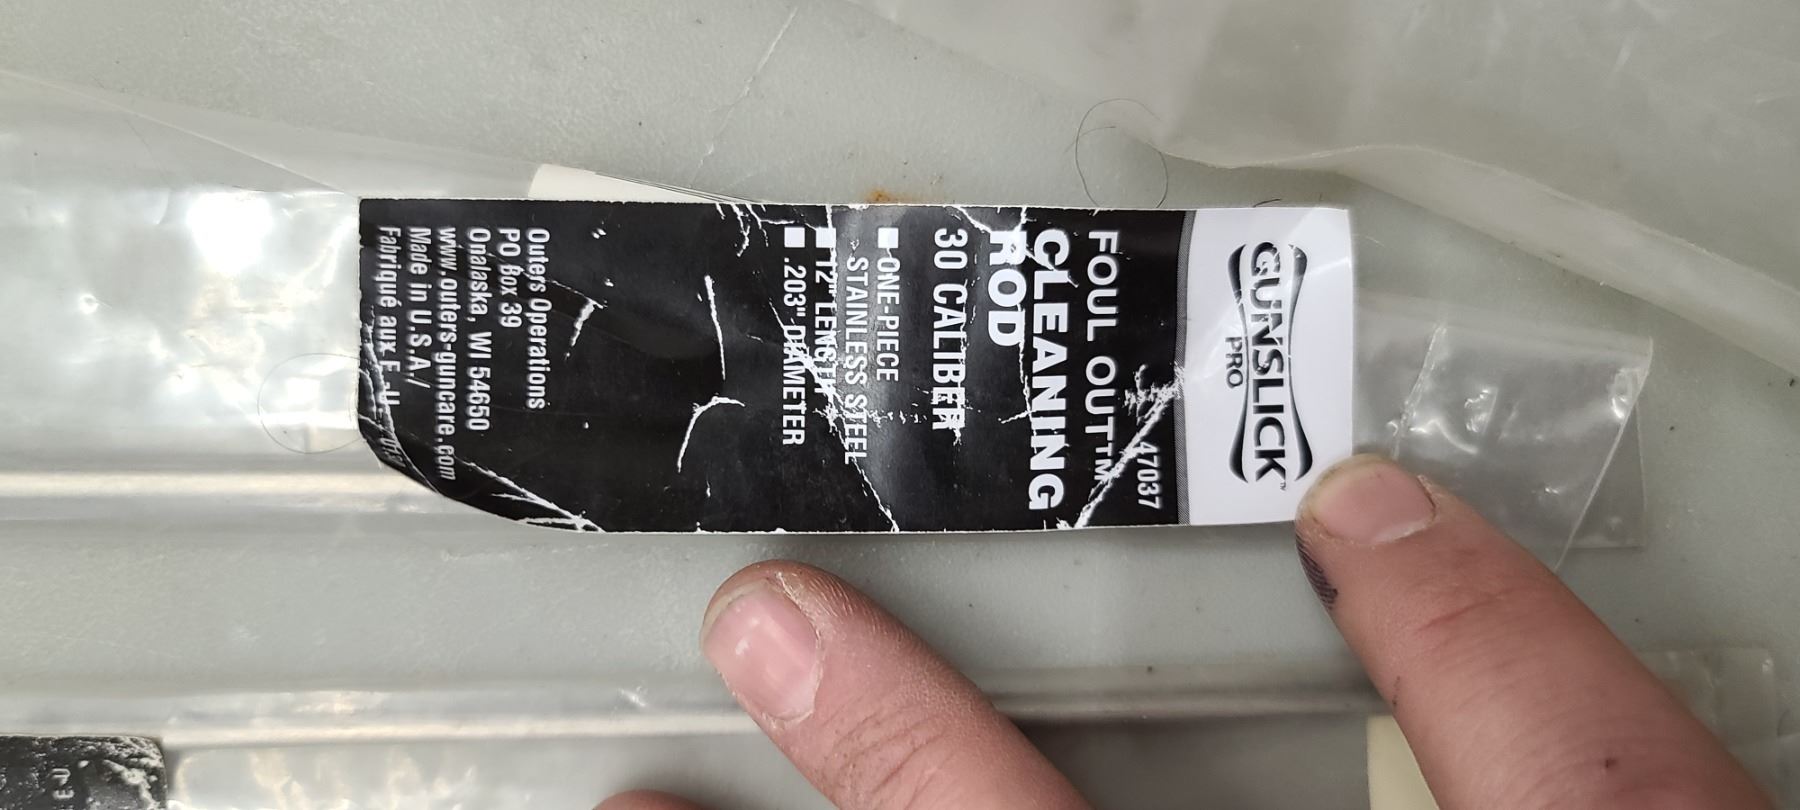 GUNSLICK™
PRO
47037
FOUL OUT™
CLEANING
ROD
30 CALIBER
■ ONE-PIECE
STAINLESS STEEL
■ 12" LENGTH
■ .203" DIAMETER
Outers Operations
PO Box 39
Onalaska, WI 54650
www.outers-guncare.com
Made in U.S.A./
Fabriqué aux E.-U.